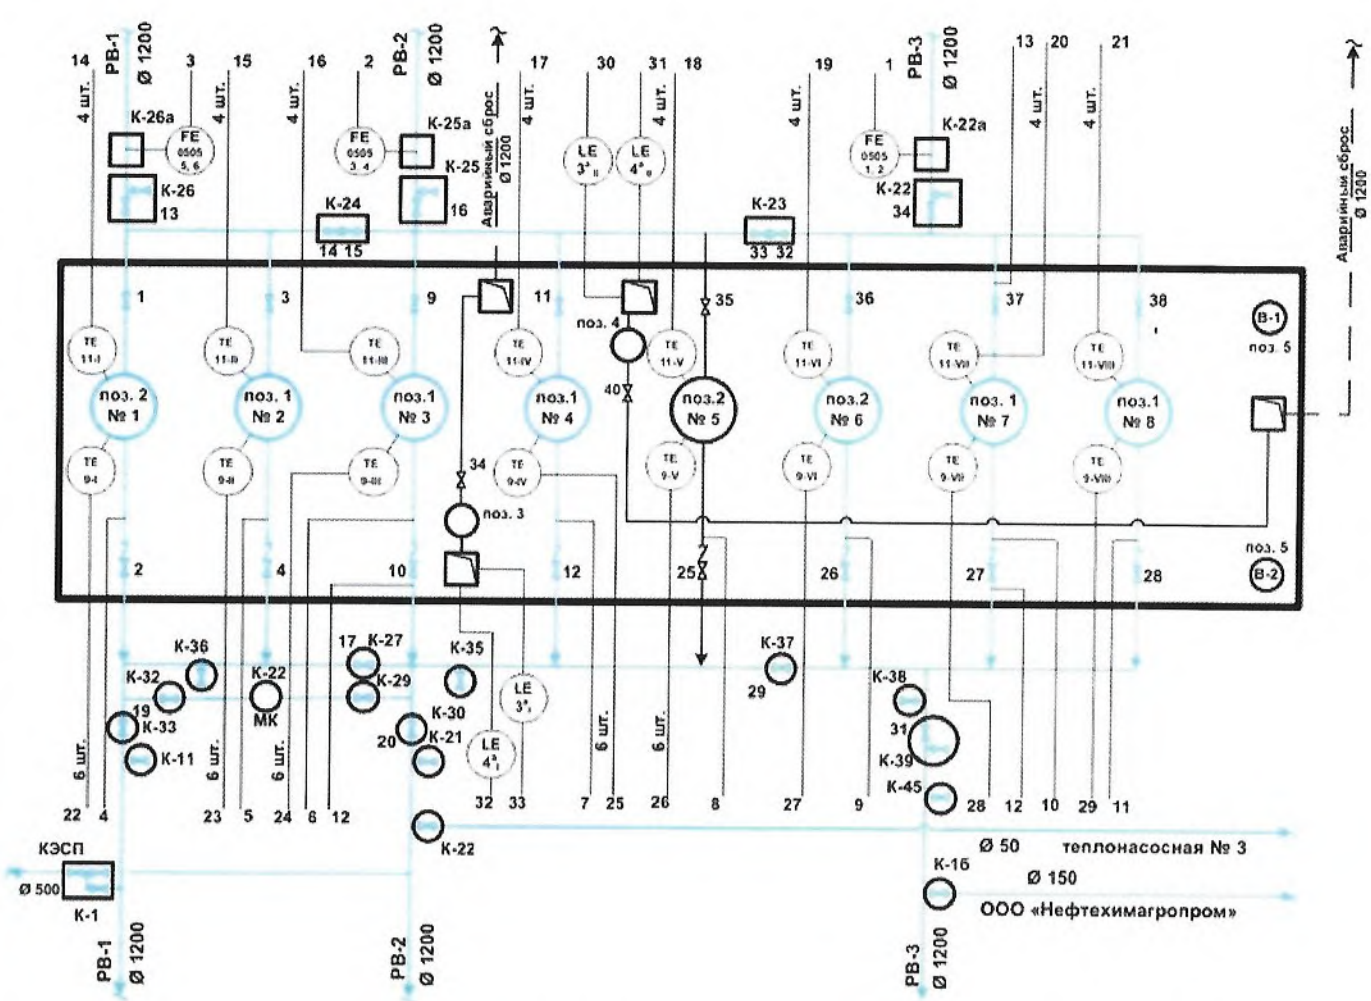 РВ-1
Ø 1200
РВ-2
Ø 1200
РВ-3
Ø 1200
14
4 шт.
3
15
4 шт.
16
4 шт.
2
17
4 шт.
30
31
18
4 шт.
19
4 шт.
1
13
20
4 шт.
21
4 шт.
Аварийный сброс
Ø 1200
Аварийный сброс
Ø 1200
К-26а
FE
0505
5, 6
К-26
13
К-24
14 15
FE
0505
3 4
К-25а
К-25
16
LE
LE
К-23
33 32
FE
0505
1, 2
К-22а
К-22
34
1
3
9
11
поз. 4
35
36
37
38
В-1
поз. 5
TE
11-I
TE
11-II
TE
11-III
TE
11-IV
TE
11-V
TE
11-VI
TE
11-VII
TE
11-VIII
поз. 2
№ 1
поз. 1
№ 2
поз.1
№ 3
поз.1
№ 4
40
поз.2
№ 5
поз.2
№ 6
поз. 1
№ 7
поз.1
№ 8
TE
9-I
TE
9-II
TE
9-III
34
TE
9-IV
TE
9-V
TE
9-VI
TE
9-VII
TE
9-VIII
поз. 3
2
4
10
12
25
26
27
28
поз. 5
В-2
К-36
К-32
19
К-33
К-11
К-22
МК
17
К-27
К-29
К-35
К-30
20
К-21
LE
LE
К-37
29
К-38
31
К-39
К-45
6 шт.
6 шт.
6 шт.
6 шт.
6 шт.
22
4
23
5
24
6
12
32
33
7
25
26
8
27
9
28
12
10
29
11
К-22
Ø 50
теплонасосная № 3
КЭСП
Ø 500
К-1
К-16
Ø 150
ООО «Нефтехимагропром»
РВ-1
Ø 1200
РВ-2
Ø 1200
РВ-3
Ø 1200